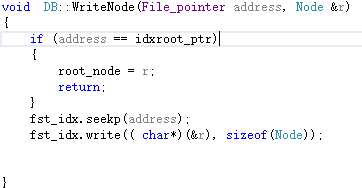 void  DB::WriteNode(File_pointer address, Node &r)
{
    if (address == idxroot_ptr)
    {
        root_node = r;
        return;
    }
    fst_idx.seekp(address);
    fst_idx.write(( char*)(&r), sizeof(Node));
}